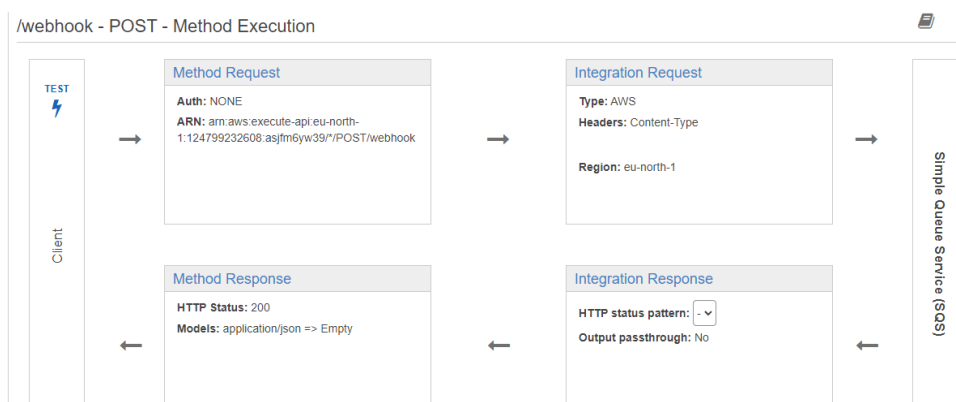 /webhook - POST - Method Execution
TEST
Client
Method Request
Auth: NONE
ARN: arn:aws:execute-api:eu-north-
1:124799232608:asjfm6yw39/*/POST/webhook
Integration Request
Type: AWS
Headers: Content-Type
Region: eu-north-1
Simple Queue Service (SQS)
Method Response
HTTP Status: 200
Models: application/json => Empty
Integration Response
HTTP status pattern: -
Output passthrough: No